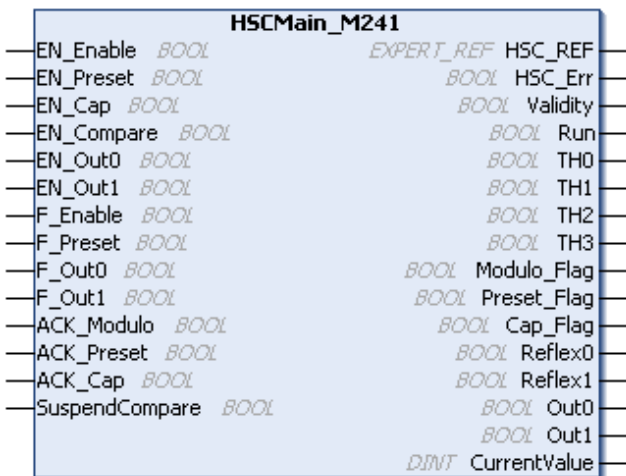 HSCMain_M241
EN_Enable BOOL EXPERT_REF HSC_REF
EN_Preset BOOL BOOL HSC_Err
EN_Cap BOOL BOOL Validity
EN_Compare BOOL BOOL Run
EN_Out0 BOOL BOOL TH0
EN_Out1 BOOL BOOL TH1
F_Enable BOOL BOOL TH2
F_Preset BOOL BOOL TH3
F_Out0 BOOL BOOL Modulo_Flag
F_Out1 BOOL BOOL Preset_Flag
ACK_Modulo BOOL BOOL Cap_Flag
ACK_Preset BOOL BOOL Reflex0
ACK_Cap BOOL BOOL Reflex1
SuspendCompare BOOL BOOL Out0
BOOL Out1
DINT CurrentValue